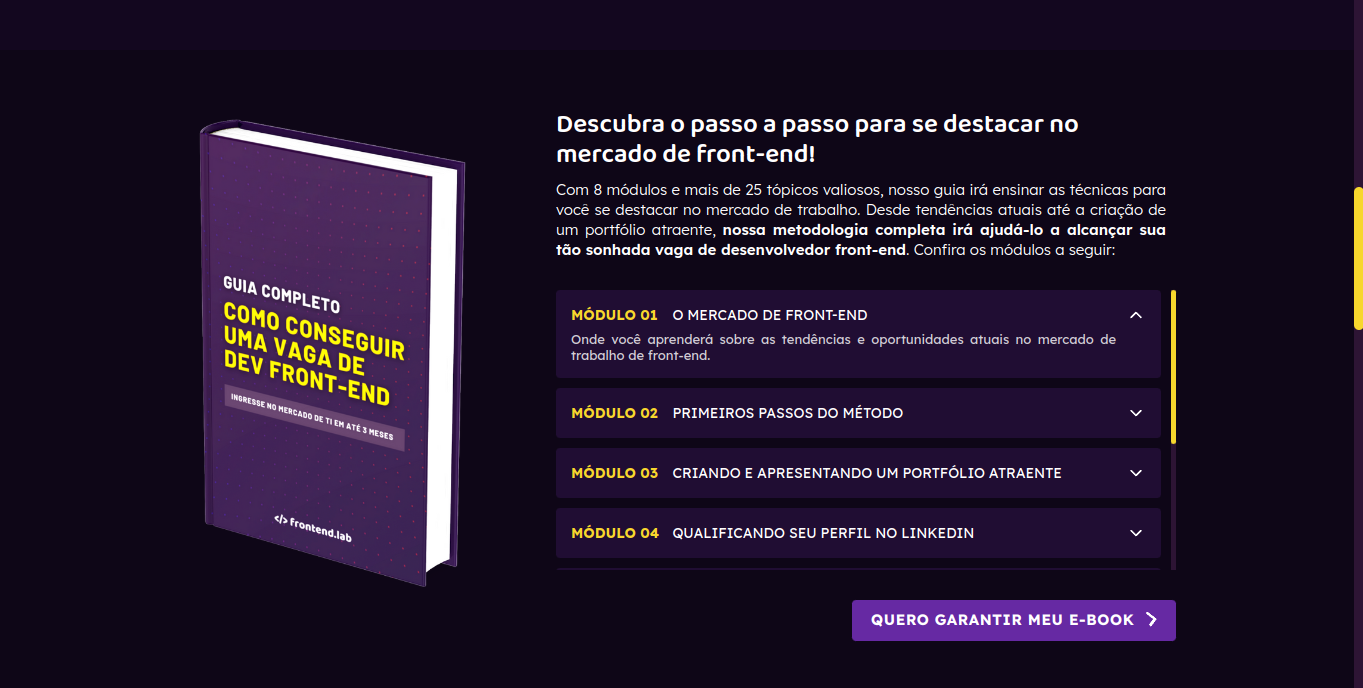 GUIA COMPLETO
COMO CONSEGUIR
UMA VAGA DE
DEV FRONT-END
INGRESSE NO MERCADO DE TI EM ATÉ 3 MESES
</> frontend.lab
Descubra o passo a passo para se destacar no
mercado de front-end!
Com 8 módulos e mais de 25 tópicos valiosos, nosso guia irá ensinar as técnicas para
você se destacar no mercado de trabalho. Desde tendências atuais até a criação de
um portfólio atraente, nossa metodologia completa irá ajudá-lo a alcançar sua
tão sonhada vaga de desenvolvedor front-end. Confira os módulos a seguir:
MÓDULO 01 O MERCADO DE FRONT-END
Onde você aprenderá sobre as tendências e oportunidades atuais no mercado de
trabalho de front-end.
MÓDULO 02 PRIMEIROS PASSOS DO MÉTODO
MÓDULO 03 CRIANDO E APRESENTANDO UM PORTFÓLIO ATRAENTE
MÓDULO 04 QUALIFICANDO SEU PERFIL NO LINKEDIN
QUERO GARANTIR MEU E-BOOK